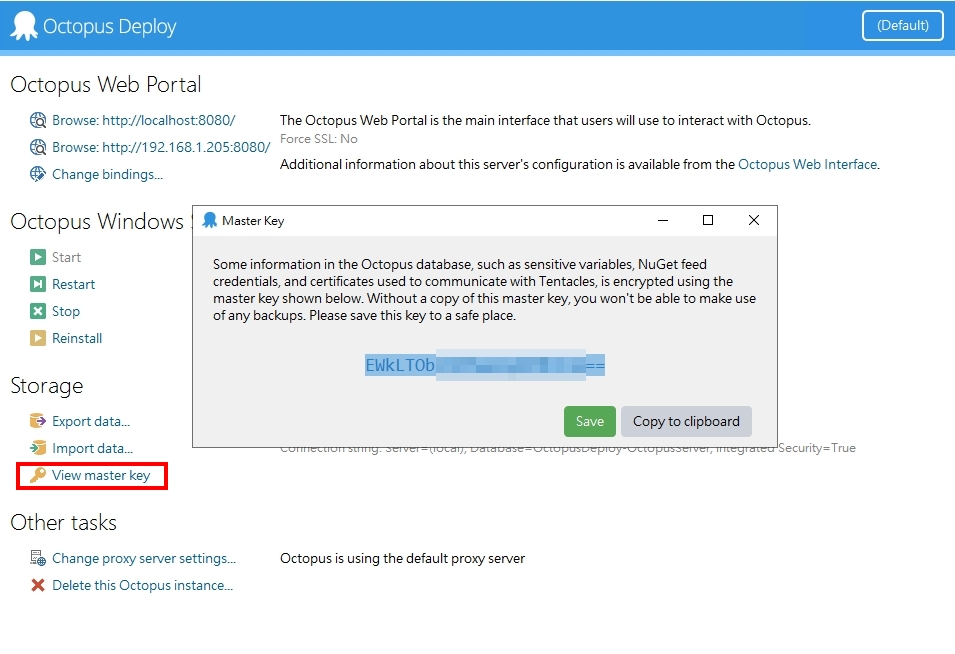 Octopus Deploy
(Default)
Octopus Web Portal
Browse: http://localhost:8080/
The Octopus Web Portal is the main interface that users will use to interact with Octopus.
Force SSL: No
Browse: http://192.168.1.205:8080/
Additional information about this server's configuration is available from the Octopus Web Interface.
Change bindings...
Octopus Windows
Start
Restart
Stop
Reinstall
Master Key
Some information in the Octopus database, such as sensitive variables, NuGet feed
credentials, and certificates used to communicate with Tentacles, is encrypted using the
master key shown below. Without a copy of this master key, you won't be able to make use
of any backups. Please save this key to a safe place.
EWkLTOb
==
Save
Copy to clipboard
Storage
Export data...
Import data...
Connection string: Server=(local); Database=OctopusDeploy-OctopusServer; Integrated Security=True
View master key
Other tasks
Change proxy server settings...
Octopus is using the default proxy server
Delete this Octopus instance...